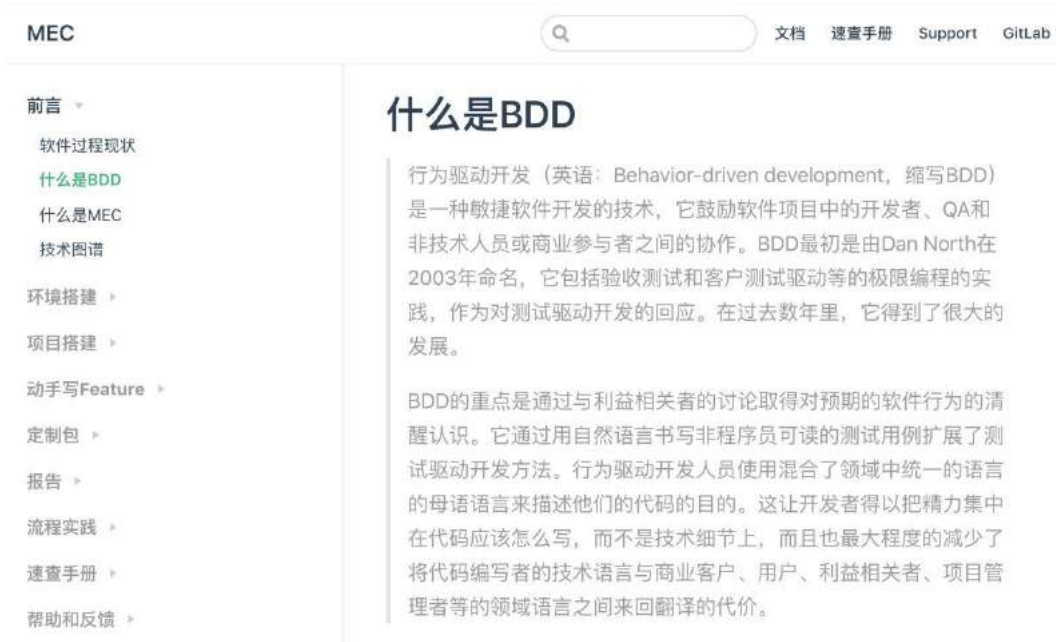 MEC
文档 速查手册 Support GitLab
前言
软件过程现状
什么是BDD
什么是MEC
技术图谱
环境搭建
项目搭建
动手写Feature
定制包
报告
流程实践
速查手册
帮助和反馈
什么是BDD
行为驱动开发（英语：Behavior-driven development，缩写BDD）
是一种敏捷软件开发的技术，它鼓励软件项目中的开发者、QA和
非技术人员或商业参与者之间的协作。BDD最初是由Dan North在
2003年命名，它包括验收测试和客户测试驱动等的极限编程的实
践，作为对测试驱动开发的回应。在过去数年里，它得到了很大的
发展。
BDD的重点是通过与利益相关者的讨论取得对预期的软件行为的清
醒认识。它通过用自然语言书写非程序员可读的测试用例扩展了测
试驱动开发方法。行为驱动开发人员使用混合了领域中统一的语言
的母语语言来描述他们的代码的目的。这让开发者得以把精力集中
在代码应该怎么写，而不是技术细节上，而且也最大程度的减少了
将代码编写者的技术语言与商业客户、用户、利益相关者、项目管
理者等的领域语言之间来回翻译的代价。